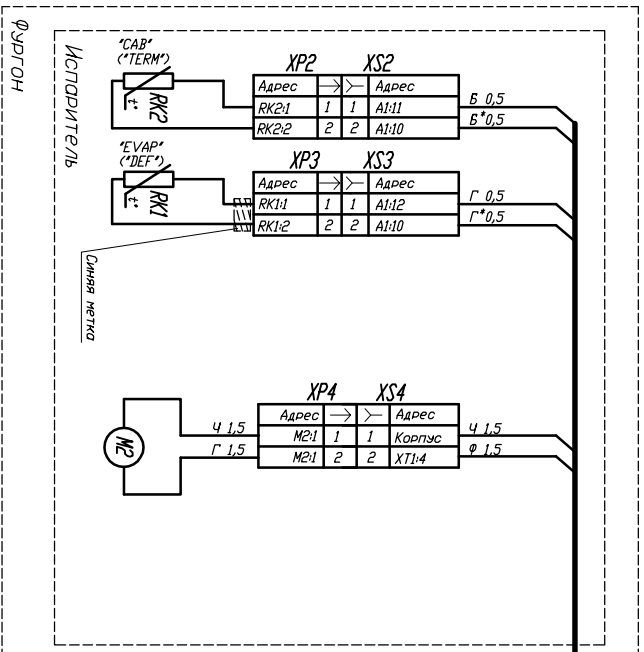 Фургон
Испаритель
"CAB"
("TERM")
RK2
t°
XP2 XS2
Адрес Адрес
RK2:1 1 1 A1:11
RK2:2 2 2 A1:10
Б 0,5
Б*0,5
"EVAP"
("DEF")
RK1
t°
XP3 XS3
Адрес Адрес
RK1:1 1 1 A1:12
RK1:2 2 2 A1:10
Г 0,5
Г*0,5
Синяя метка
XP4 XS4
Адрес Адрес
M2:1 1 1 Корпус
M2:1 2 2 XT1:4
Ч 1,5
Г 1,5
Ч 1,5
Ф 1,5
M2